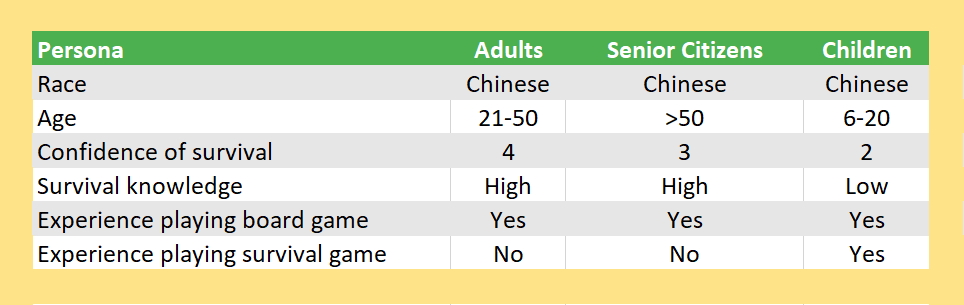 Persona Adults Senior Citizens Children
Race Chinese Chinese Chinese
Age 21-50 >50 6-20
Confidence of survival 4 3 2
Survival knowledge High High Low
Experience playing board game Yes Yes Yes
Experience playing survival game No No Yes